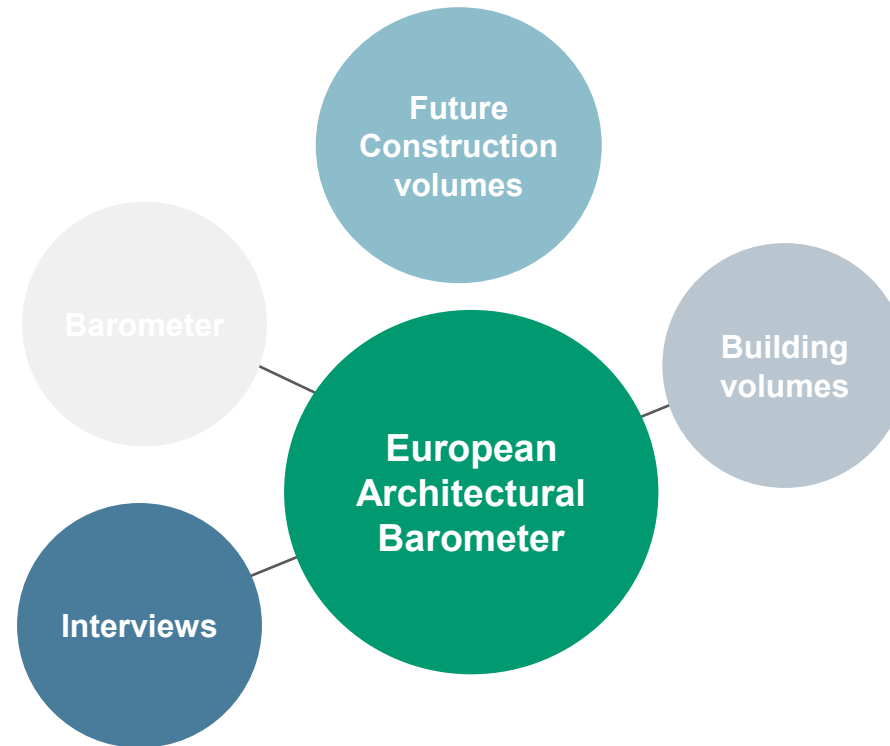 Future
Construction
volumes
Barometer
Building
volumes
European
Architectural
Barometer
Interviews